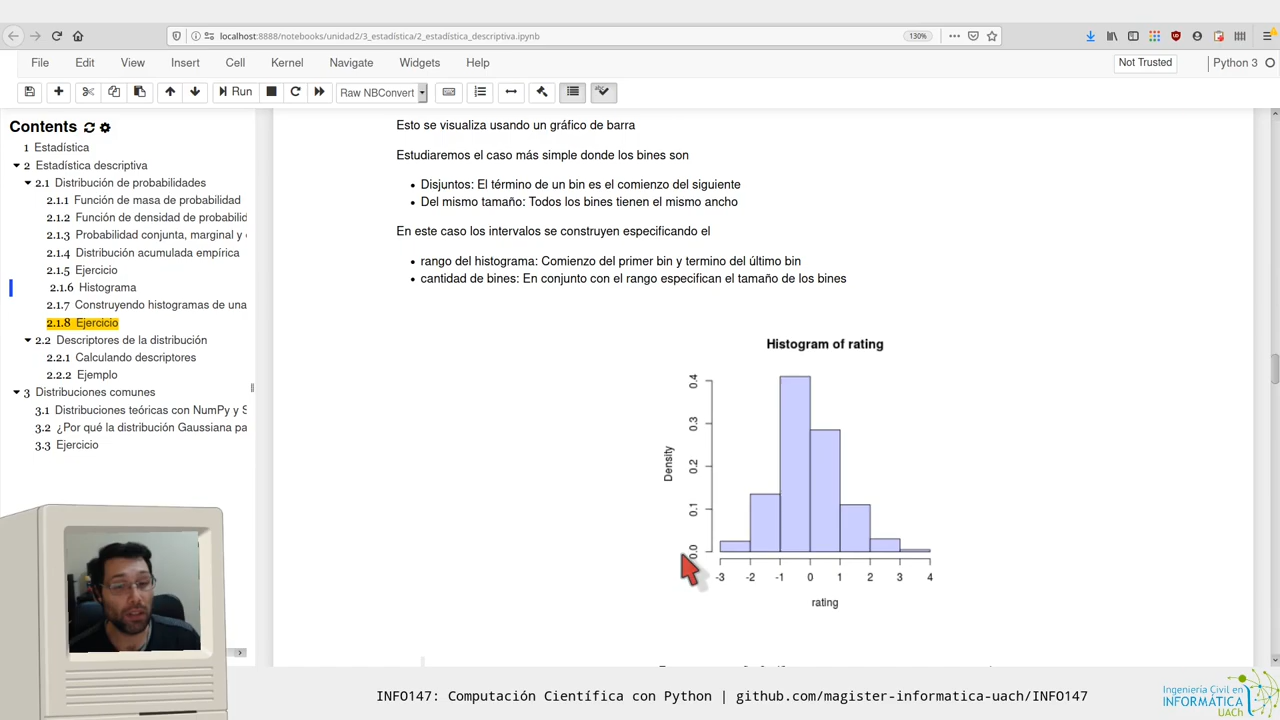 localhost:8888/notebooks/unidad2/3_estadística/2_estadística_descriptiva.ipynb
130%
File Edit View Insert Cell Kernel Navigate Widgets Help
Not Trusted
Python 3
Run
Raw NBConvert
Contents
1 Estadística
2 Estadística descriptiva
2.1 Distribución de probabilidades
2.1.1 Función de masa de probabilidad
2.1.2 Función de densidad de probabilid
2.1.3 Probabilidad conjunta, marginal y
2.1.4 Distribución acumulada empírica
2.1.5 Ejercicio
2.1.6 Histograma
2.1.7 Construyendo histogramas de una
2.1.8 Ejercicio
2.2 Descriptores de la distribución
2.2.1 Calculando descriptores
2.2.2 Ejemplo
3 Distribuciones comunes
3.1 Distribuciones teóricas con NumPy y S
3.2 ¿Por qué la distribución Gaussiana pa
3.3 Ejercicio
Esto se visualiza usando un gráfico de barra
Estudiaremos el caso más simple donde los bines son
• Disjuntos: El término de un bin es el comienzo del siguiente
• Del mismo tamaño: Todos los bines tienen el mismo ancho
En este caso los intervalos se construyen especificando el
• rango del histograma: Comienzo del primer bin y termino del último bin
• cantidad de bines: En conjunto con el rango especifican el tamaño de los bines
Histogram of rating
Density
0.4
0.3
0.2
0.1
0.0
-3 -2 -1 0 1 2 3 4
rating
INFO147: Computación Científica con Python | github.com/magister-informatica-uach/INFO147
Ingeniería Civil en
INFORMÁTICA
UACh